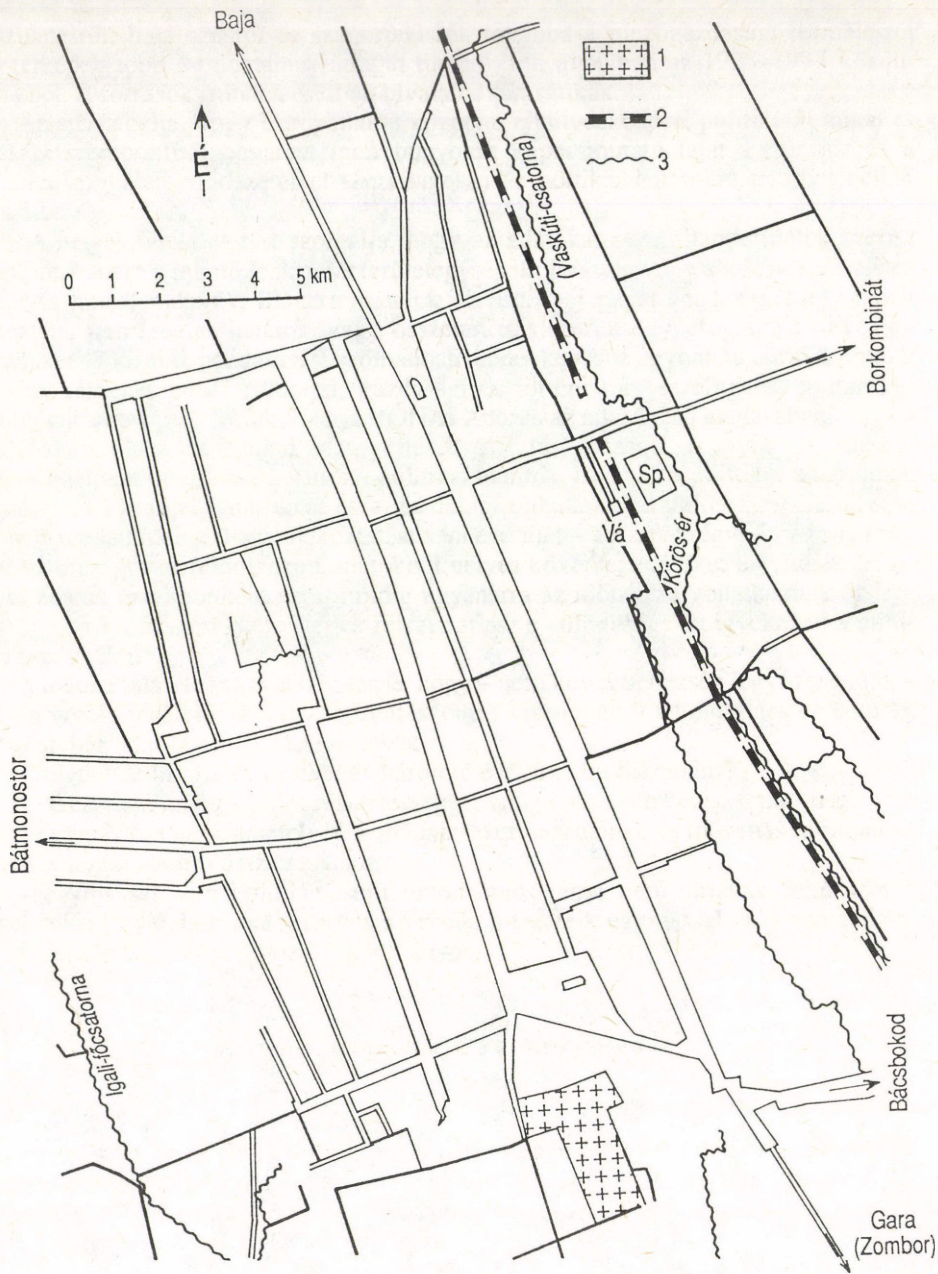 Baja
É
0 1 2 3 4 5 km
1
2
3
(Vaskúti-csatorna)
Borkombinát
Sp
Vá
(Kőrös-ér)
Bátmonostor
Igali-főcsatorna
Bácsbokod
Gara
(Zombor)